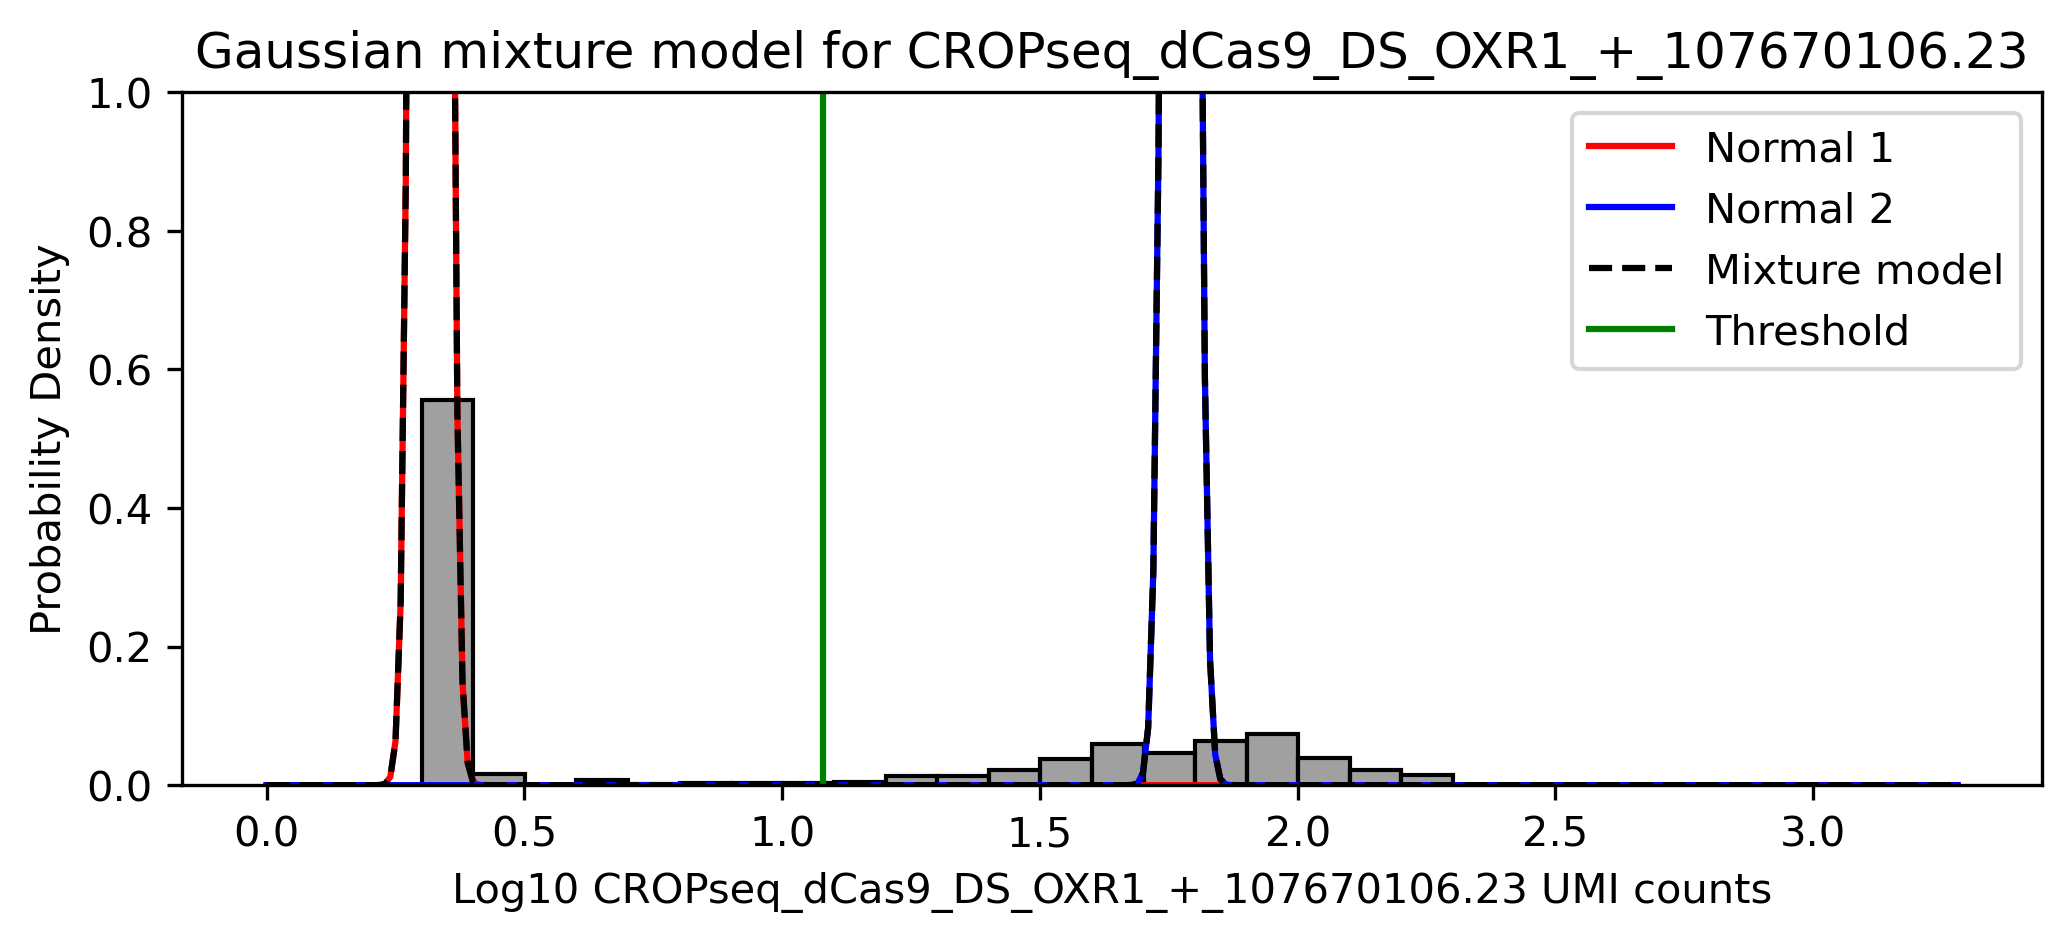 Gaussian mixture model for CROPseq_dCas9_DS_OXR1_+_107670106.23
1.0
0.8
0.6
0.4
0.2
0.0
Probability Density
Normal 1
Normal 2
Mixture model
Threshold
0.0 0.5 1.0 1.5 2.0 2.5 3.0
Log10 CROPseq_dCas9_DS_OXR1_+_107670106.23 UMI counts